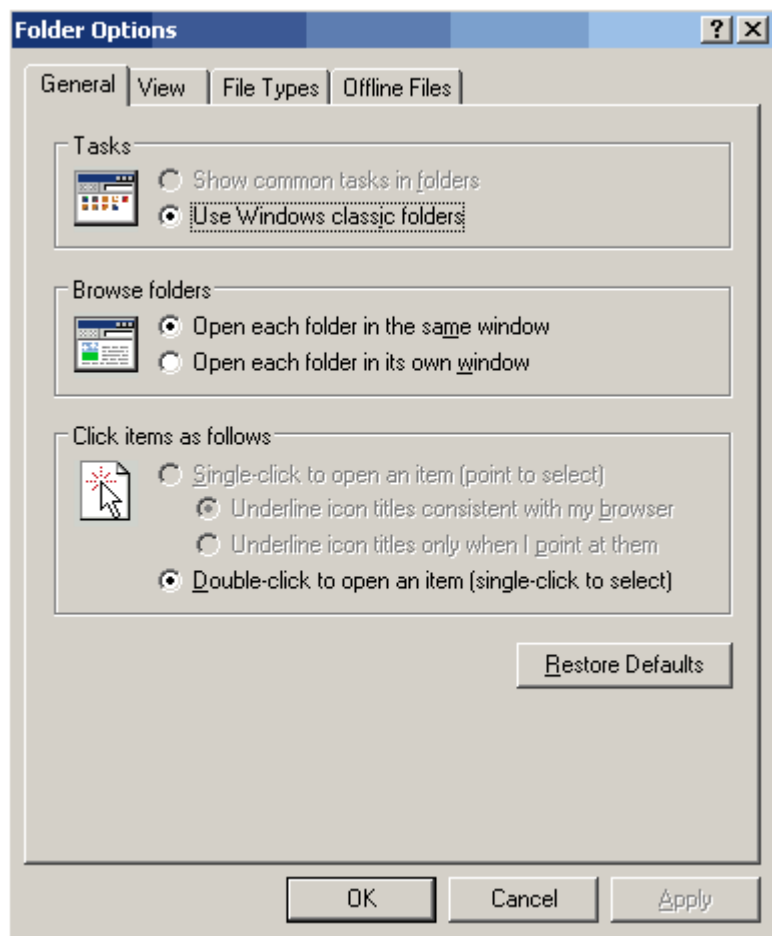 Folder Options
General View File Types Offline Files
Tasks
Show common tasks in folders
Use Windows classic folders
Browse folders
Open each folder in the same window
Open each folder in its own window
Click items as follows
Single-click to open an item (point to select)
Underline icon titles consistent with my browser
Underline icon titles only when I point at them
Double-click to open an item (single-click to select)
Restore Defaults
OK Cancel Apply